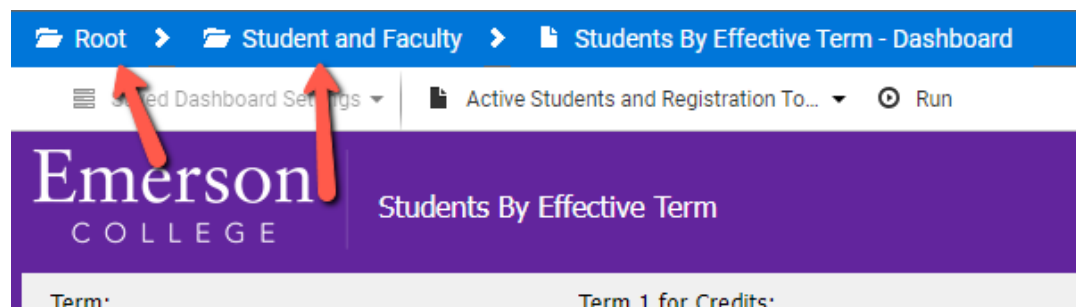 Root > Student and Faculty > Students By Effective Term - Dashboard
Dashboard Settings Active Students and Registration To... Run
Emerson
COLLEGE
Students By Effective Term
Term: Term 1 for Credits: